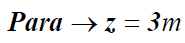 Para → z = 3m